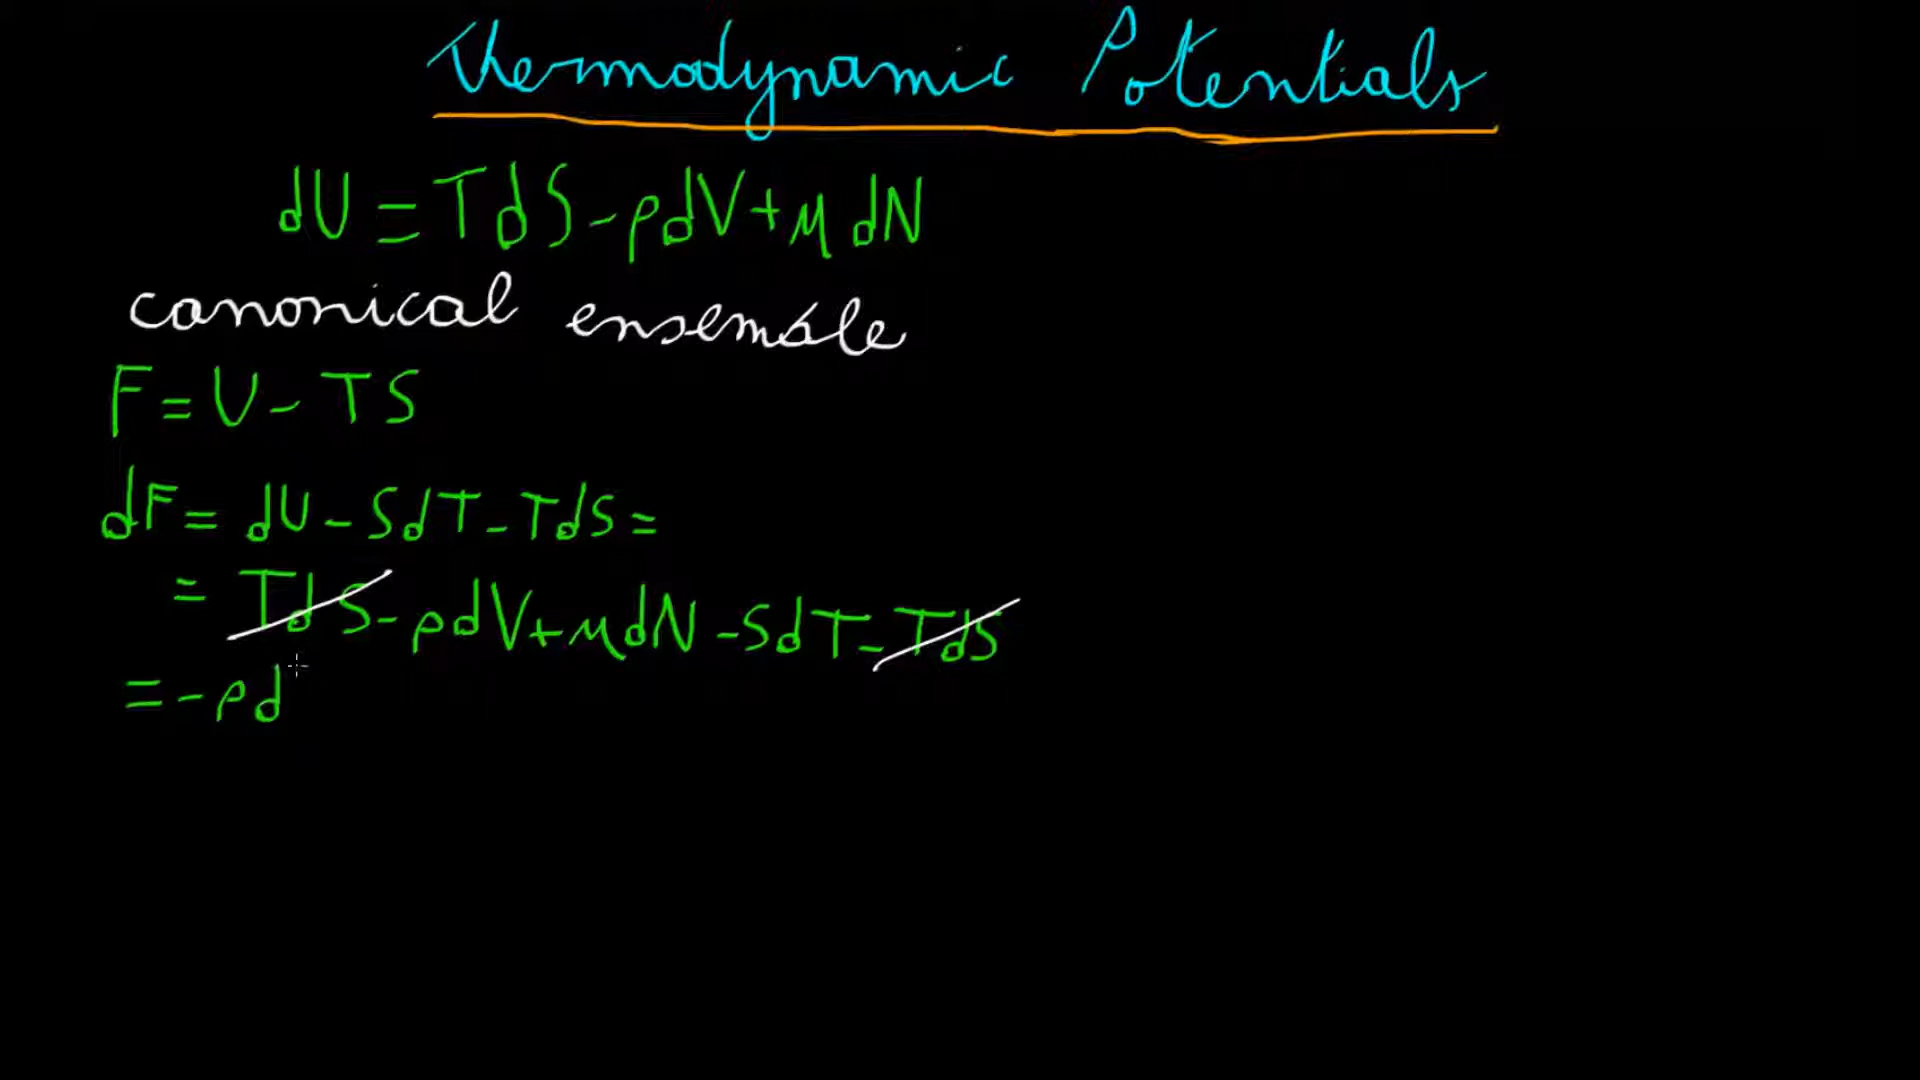 Thermodynamic Potentials
dU = TdS - pdV + μdN
canonical ensemble
F = U - TS
dF = dU - SdT - TdS =
= TdS - pdV + μdN - SdT - TdS
= - pd